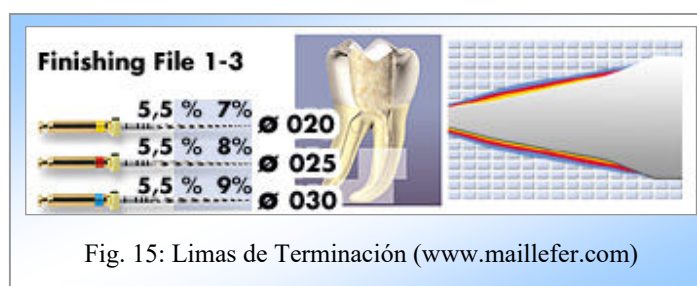 Finishing File 1-3
5,5 % 7% ø 020
5,5 % 8% ø 025
5,5 % 9% ø 030
Fig. 15: Limas de Terminación (www.maillefer.com)